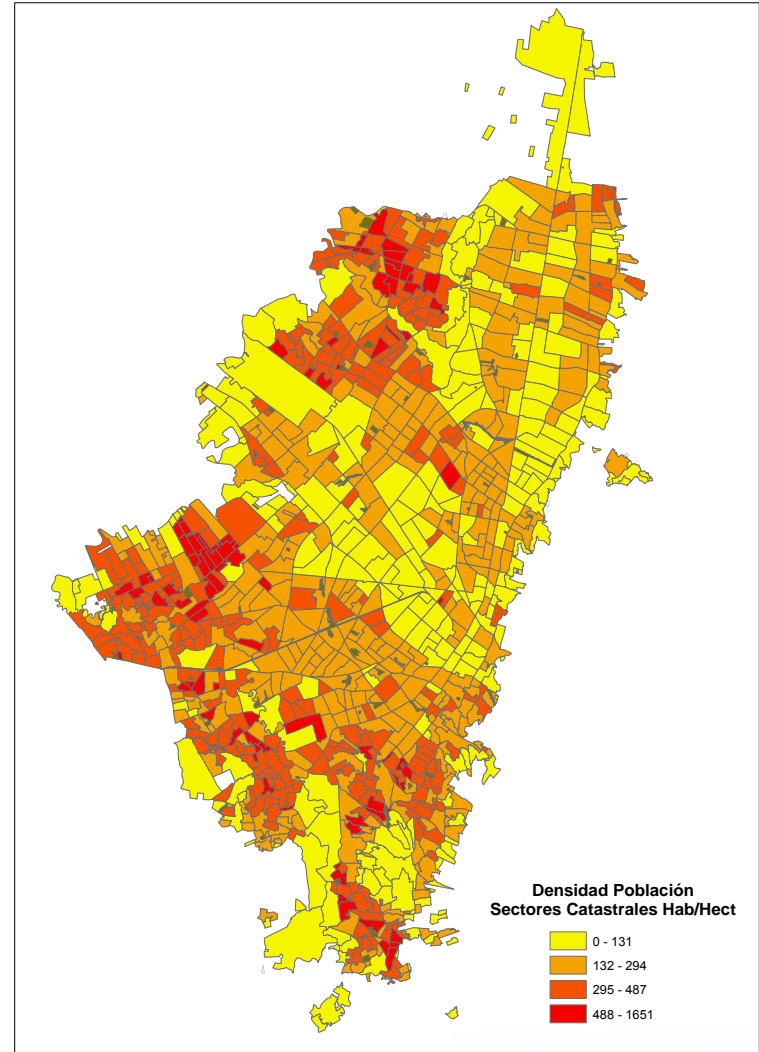 Densidad Población
Sectores Catastrales Hab/Hect
0 - 131
132 - 294
295 - 487
488 - 1651